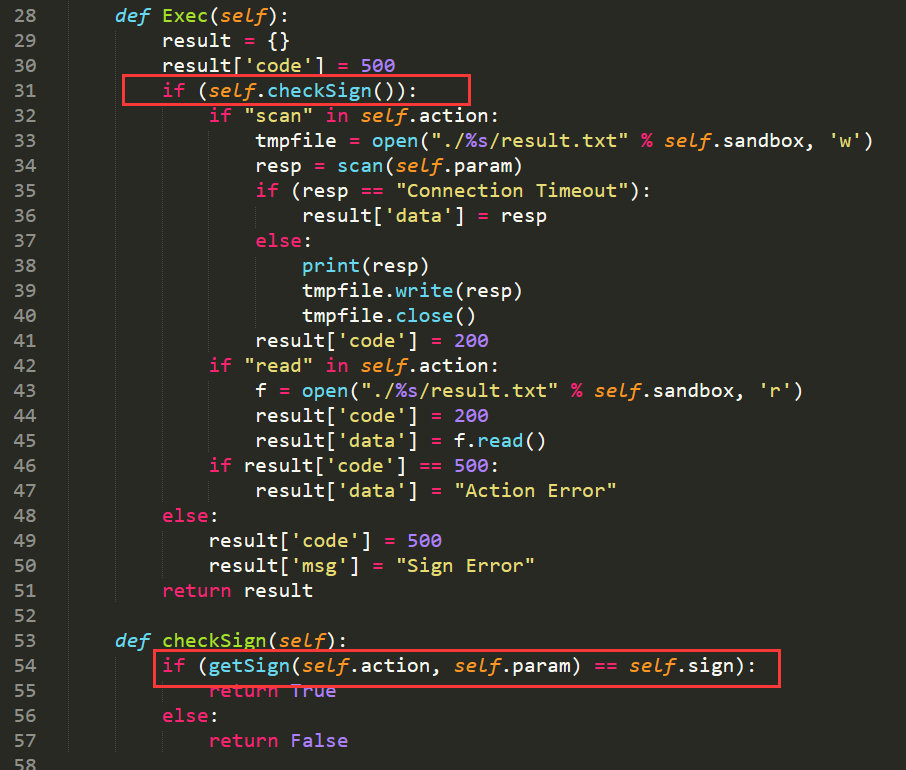 28 def Exec(self):
29 result = {}
30 result['code'] = 500
31 if (self.checkSign()):
32 if "scan" in self.action:
33 tmpfile = open("./%s/result.txt" % self.sandbox, 'w')
34 resp = scan(self.param)
35 if (resp == "Connection Timeout"):
36 result['data'] = resp
37 else:
38 print(resp)
39 tmpfile.write(resp)
40 tmpfile.close()
41 result['code'] = 200
42 if "read" in self.action:
43 f = open("./%s/result.txt" % self.sandbox, 'r')
44 result['code'] = 200
45 result['data'] = f.read()
46 if result['code'] == 500:
47 result['data'] = "Action Error"
48 else:
49 result['code'] = 500
50 result['msg'] = "Sign Error"
51 return result
52
53 def checkSign(self):
54 if (getSign(self.action, self.param) == self.sign):
55 return True
56 else:
57 return False
58